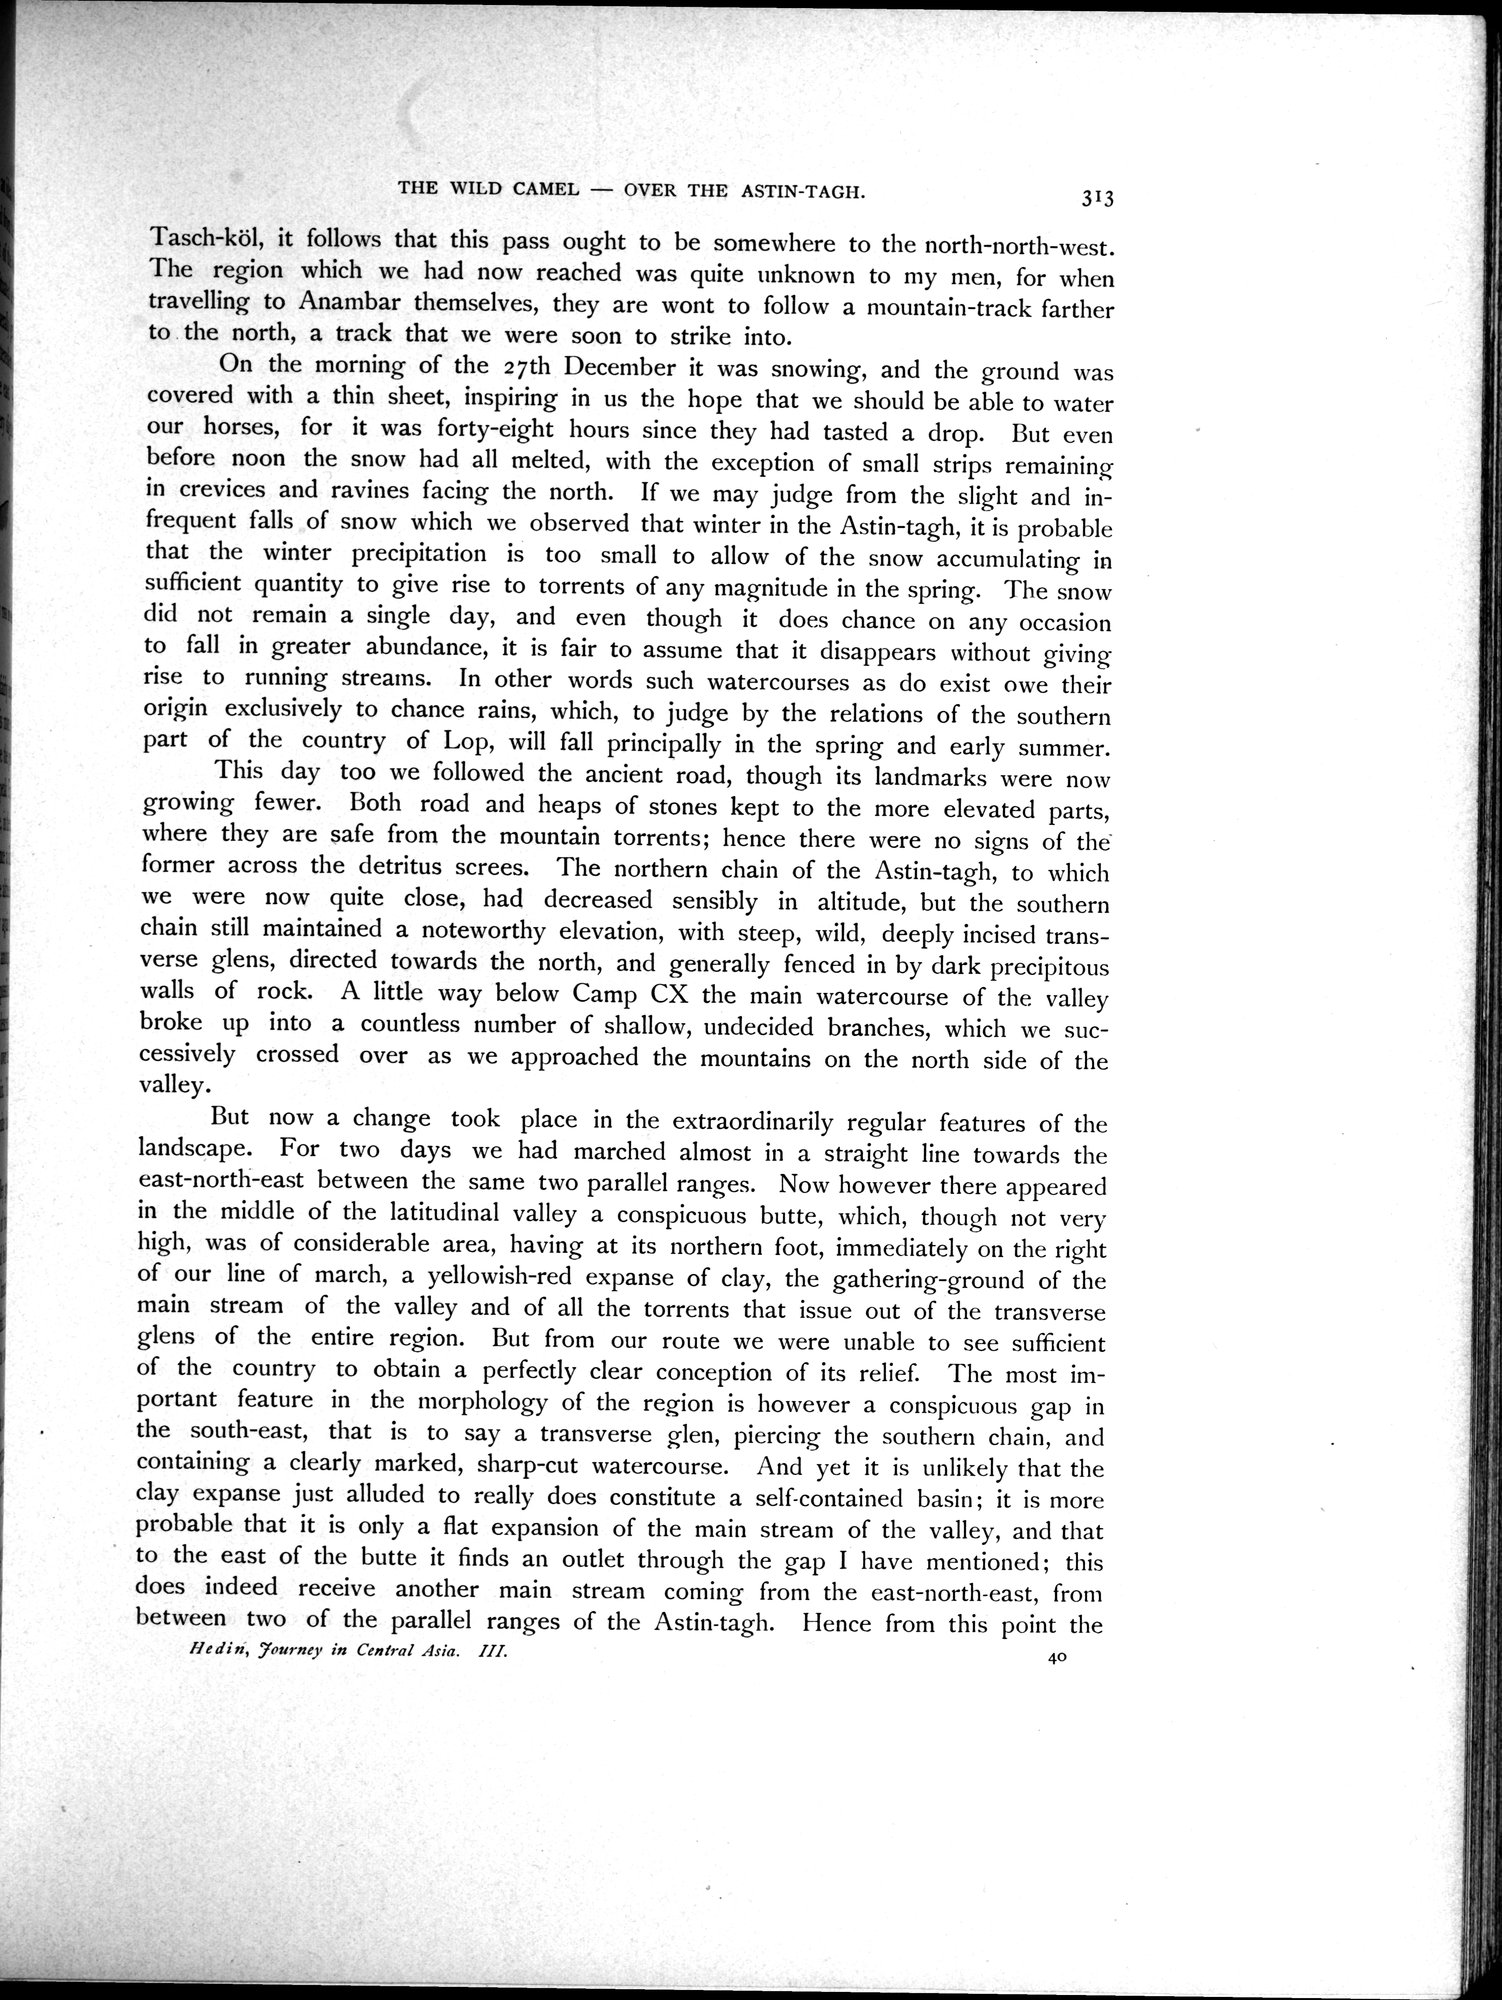 THE WILD CAMEL — OVER THE ASTIN-TAGH. 313
Tasch-köl, it follows that this pass ought to be somewhere to the north-north-west.
The region which we had now reached was quite unknown to my men, for when
travelling to Anambar themselves, they are wont to follow a mountain-track farther
to the north, a track that we were soon to strike into.
On the morning of the 27th December it was snowing, and the ground was
covered with a thin sheet, inspiring in us the hope that we should be able to water
our horses, for it was forty-eight hours since they had tasted a drop. But even
before noon the snow had all melted, with the exception of small strips remaining
in crevices and ravines facing the north. If we may judge from the slight and in-
frequent falls of snow which we observed that winter in the Astin-tagh, it is probable
that the winter precipitation is too small to allow of the snow accumulating in
sufficient quantity to give rise to torrents of any magnitude in the spring. The snow
did not remain a single day, and even though it does chance on any occasion
to fall in greater abundance, it is fair to assume that it disappears without giving
rise to running streams. In other words such watercourses as do exist owe their
origin exclusively to chance rains, which, to judge by the relations of the southern
part of the country of Lop, will fall principally in the spring and early summer.
This day too we followed the ancient road, though its landmarks were now
growing fewer. Both road and heaps of stones kept to the more elevated parts,
where they are safe from the mountain torrents; hence there were no signs of the
former across the detritus screes. The northern chain of the Astin-tagh, to which
we were now quite close, had decreased sensibly in altitude, but the southern
chain still maintained a noteworthy elevation, with steep, wild, deeply incised trans-
verse glens, directed towards the north, and generally fenced in by dark precipitous
walls of rock. A little way below Camp CX the main watercourse of the valley
broke up into a countless number of shallow, undecided branches, which we suc-
cessively crossed over as we approached the mountains on the north side of the
valley.
But now a change took place in the extraordinarily regular features of the
landscape. For two days we had marched almost in a straight line towards the
east-north-east between the same two parallel ranges. Now however there appeared
in the middle of the latitudinal valley a conspicuous butte, which, though not very
high, was of considerable area, having at its northern foot, immediately on the right
of our line of march, a yellowish-red expanse of clay, the gathering-ground of the
main stream of the valley and of all the torrents that issue out of the transverse
glens of the entire region. But from our route we were unable to see sufficient
of the country to obtain a perfectly clear conception of its relief. The most im-
portant feature in the morphology of the region is however a conspicuous gap in
the south-east, that is to say a transverse glen, piercing the southern chain, and
containing a clearly marked, sharp-cut watercourse. And yet it is unlikely that the
clay expanse just alluded to really does constitute a self-contained basin; it is more
probable that it is only a flat expansion of the main stream of the valley, and that
to the east of the butte it finds an outlet through the gap I have mentioned; this
does indeed receive another main stream coming from the east-north-east, from
between two of the parallel ranges of the Astin-tagh. Hence from this point the
Hedin, Journey in Central Asia. III. 40